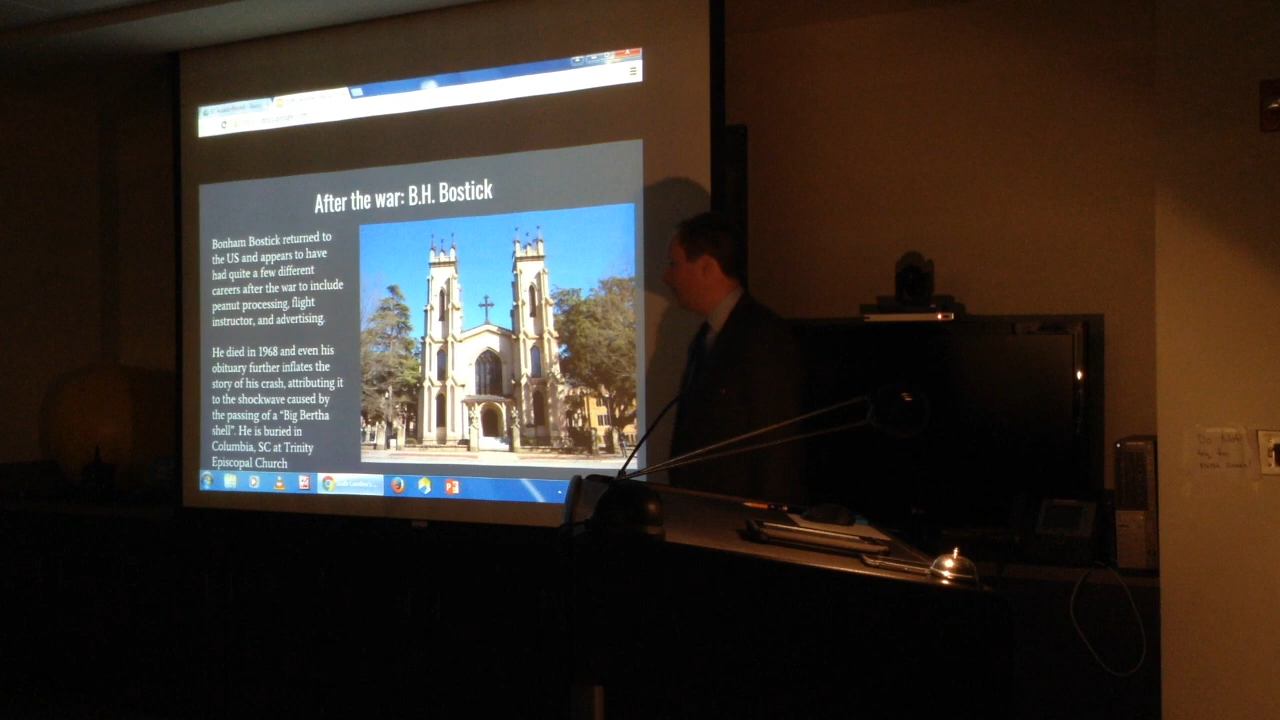 After the war: B.H. Bostick
Bonham Bostick returned to
the US and appears to have
had quite a few different
careers after the war to include
peanut processing, flight
instructor, and advertising.
He died in 1968 and even his
obituary further inflates the
story of his crash, attributing it
to the shockwave caused by
the passing of a “Big Bertha
shell”. He is buried in
Columbia, SC at Trinity
Episcopal Church